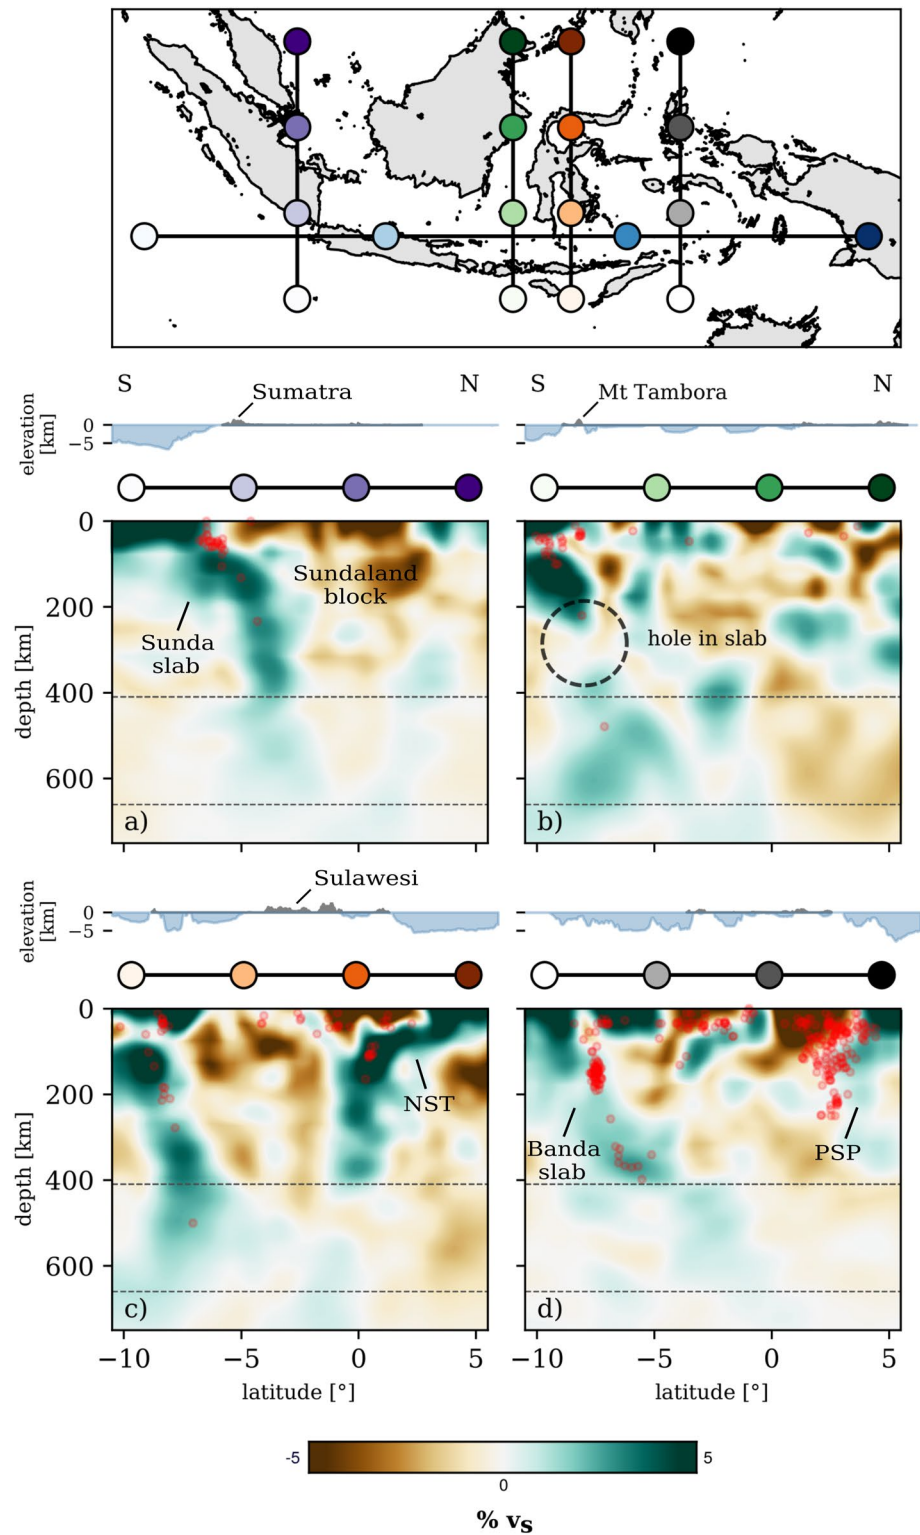 S N S N
Sumatra Mt Tambora
elevation
[km]
0
−5
0
200
400
600
depth [km]
Sundaland
block
Sunda
slab
a)
hole in slab
b)
elevation
[km]
0
−5
Sulawesi
0
−5
0
200
400
600
depth [km]
NST
c)
Banda
slab
PSP
d)
−10 −5 0 5 −10 −5 0 5
latitude [°] latitude [°]
-5 5
0
% vs